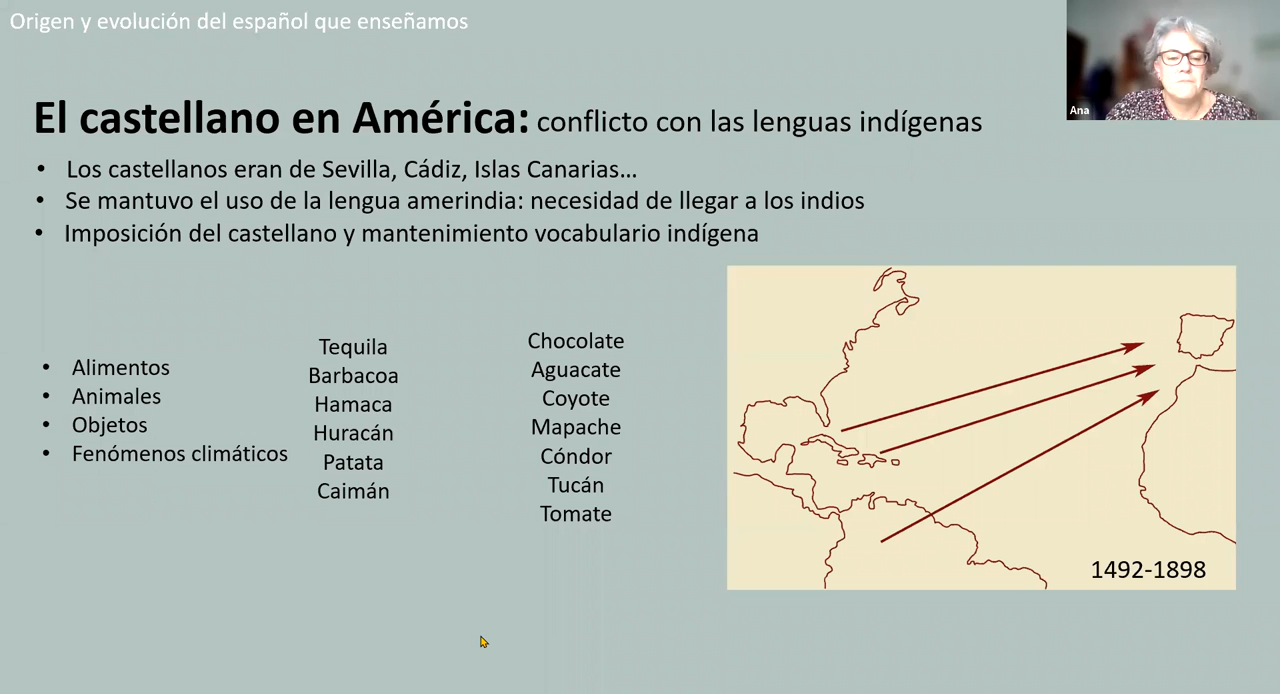 Origen y evolución del español que enseñamos
Ana
El castellano en América: conflicto con las lenguas indígenas
• Los castellanos eran de Sevilla, Cádiz, Islas Canarias...
• Se mantuvo el uso de la lengua amerindia: necesidad de llegar a los indios
• Imposición del castellano y mantenimiento vocabulario indígena
• Alimentos
• Animales
• Objetos
• Fenómenos climáticos
Tequila
Barbacoa
Hamaca
Huracán
Patata
Caimán
Chocolate
Aguacate
Coyote
Mapache
Cóndor
Tucán
Tomate
1492-1898